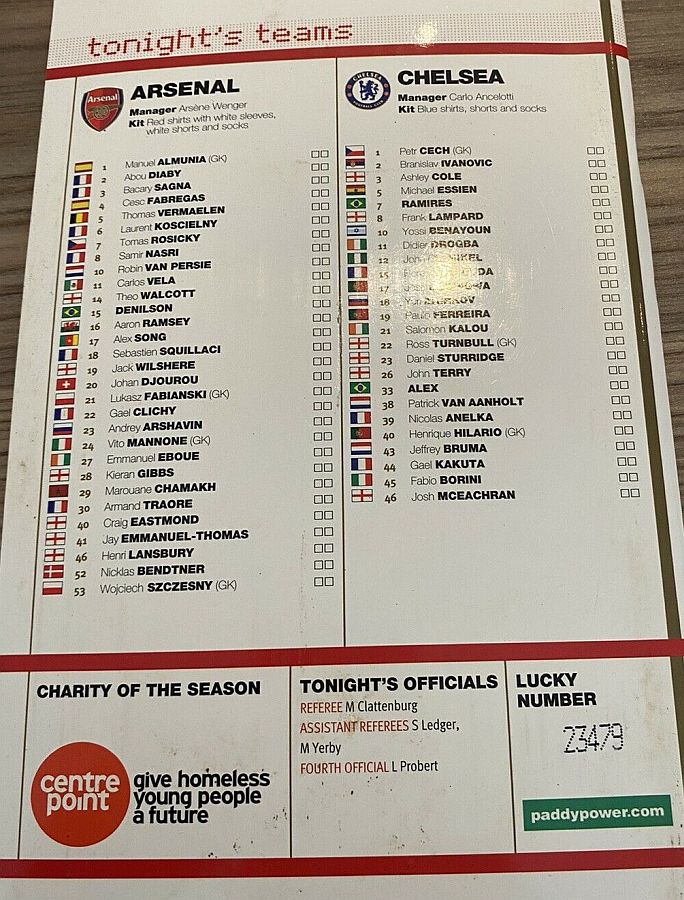 tonight's teams
Arsenal
ARSENAL
Manager Arsène Wenger
Kit Red shirts with white sleeves,
white shorts and socks
1 Manuel ALMUNIA (GK)
2 Abou DIABY
3 Bacary SAGNA
4 Cesc FABREGAS
5 Thomas VERMAELEN
6 Laurent KOSCIELNY
7 Tomas ROSICKY
8 Samir NASRI
10 Robin VAN PERSIE
11 Carlos VELA
14 Theo WALCOTT
15 DENILSON
16 Aaron RAMSEY
17 Alex SONG
18 Sebastien SQUILLACI
19 Jack WILSHERE
20 Johan DJOUROU
21 Lukasz FABIANSKI (GK)
22 Gael CLICHY
23 Andrey ARSHAVIN
24 Vito MANNONE (GK)
27 Emmanuel EBOUE
28 Kieran GIBBS
29 Marouane CHAMAKH
30 Armand TRAORE
40 Craig EASTMOND
41 Jay EMMANUEL-THOMAS
46 Henri LANSBURY
52 Nicklas BENDTNER
53 Wojciech SZCZESNY (GK)
CHELSEA
Manager Carlo Ancelotti
Kit Blue shirts, shorts and socks
1 Petr CECH (GK)
2 Branislav IVANOVIC
3 Ashley COLE
5 Michael ESSIEN
7 RAMIRES
8 Frank LAMPARD
10 Yossi BENAYOUN
11 Didier DROGBA
12
15
17
18
19 Paulo FERREIRA
21 Salomon KALOU
22 Ross TURNBULL (GK)
23 Daniel STURRIDGE
26 John TERRY
33 ALEX
38 Patrick VAN AANHOLT
39 Nicolas ANELKA
40 Henrique HILARIO (GK)
43 Jeffrey BRUMA
44 Gael KAKUTA
45 Fabio BORINI
46 Josh MCEACHRAN
CHARITY OF THE SEASON
centre
point
give homeless
young people
a future
TONIGHT'S OFFICIALS
REFEREE M Clattenburg
ASSISTANT REFEREES S Ledger,
M Yerby
FOURTH OFFICIAL L Probert
LUCKY
NUMBER
23479
paddypower.com